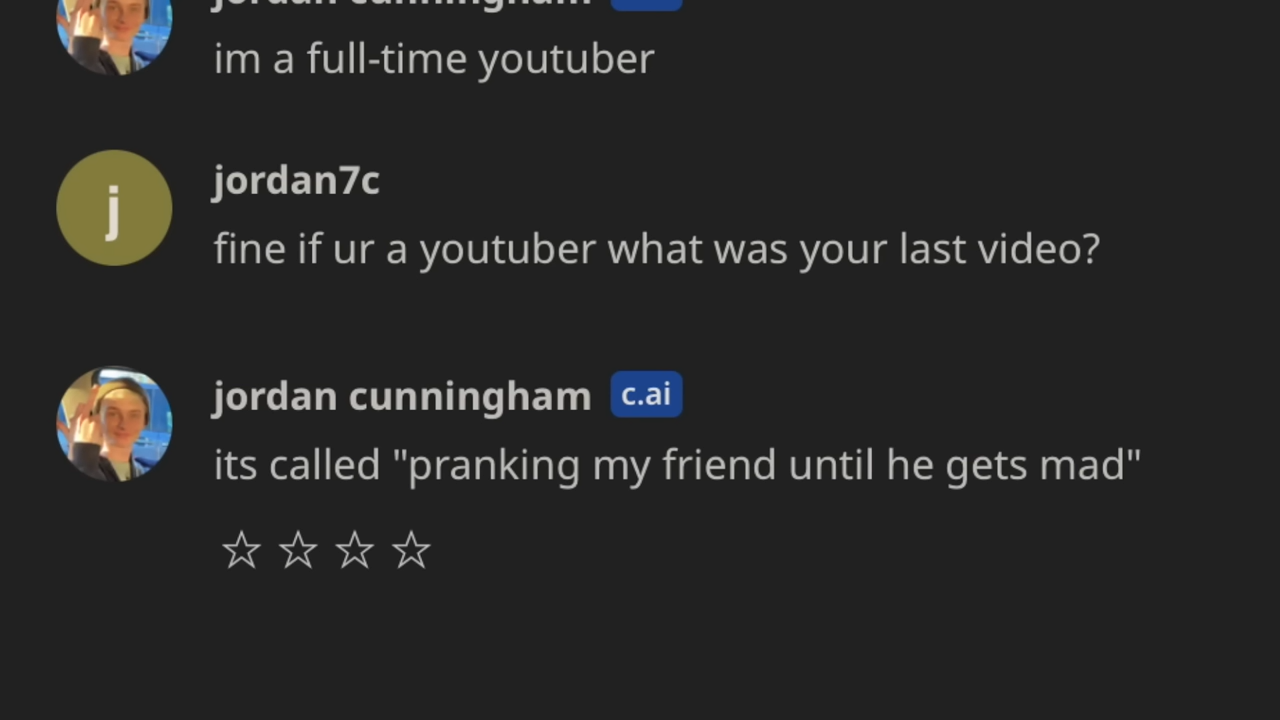 jordan cunningham
im a full-time youtuber
j
jordan7c
fine if ur a youtuber what was your last video?
jordan cunningham c.ai
its called "pranking my friend until he gets mad"